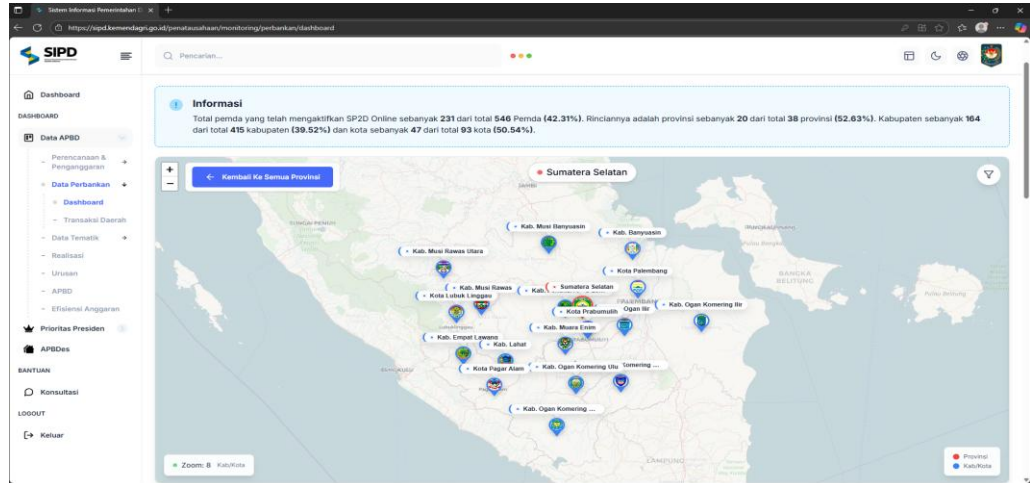 Sistem Informasi Pemerintahan D
https://sipd.kemendagri.go.id/penatausahaan/monitoring/perbankan/dashboard
SIPD
Pencarian...
Dashboard
DASHBOARD
Data APBD
Perencanaan &
Penganggaran
Data Perbankan
Dashboard
Transaksi Daerah
Data Tematik
Realisasi
Urusan
APBD
Efisiensi Anggaran
Prioritas Presiden
APBDes
BANTUAN
Konsultasi
LOGOUT
Keluar
Informasi
Total pemda yang telah mengaktifkan SP2D Online sebanyak 231 dari total 546 Pemda (42.31%). Rinciannya adalah provinsi sebanyak 20 dari total 38 provinsi (52.63%). Kabupaten sebanyak 164
dari total 415 kabupaten (39.52%) dan kota sebanyak 47 dari total 93 kota (50.54%).
+
−
← Kembali Ke Semua Provinsi
Sumatera Selatan
Kab. Musi Banyuasin
Kab. Banyuasin
Kab. Musi Rawas Utara
Kota Palembang
Kab. Musi Rawas
Kab.
Sumatera Selatan
Kota Lubuk Linggau
Kab. Ogan Komering Ilir
Kota Prabumulih
Ogan Ilir
Kab. Muara Enim
Kab. Empat Lawang
Kab. Lahat
Kota Pagar Alam
Kab. Ogan Komering Ulu
Komering ...
Kab. Ogan Komering ...
BANGKA
BELITUNG
LAMPUNG
Zoom: 8 Kab/Kota
Provinsi
Kab/Kota